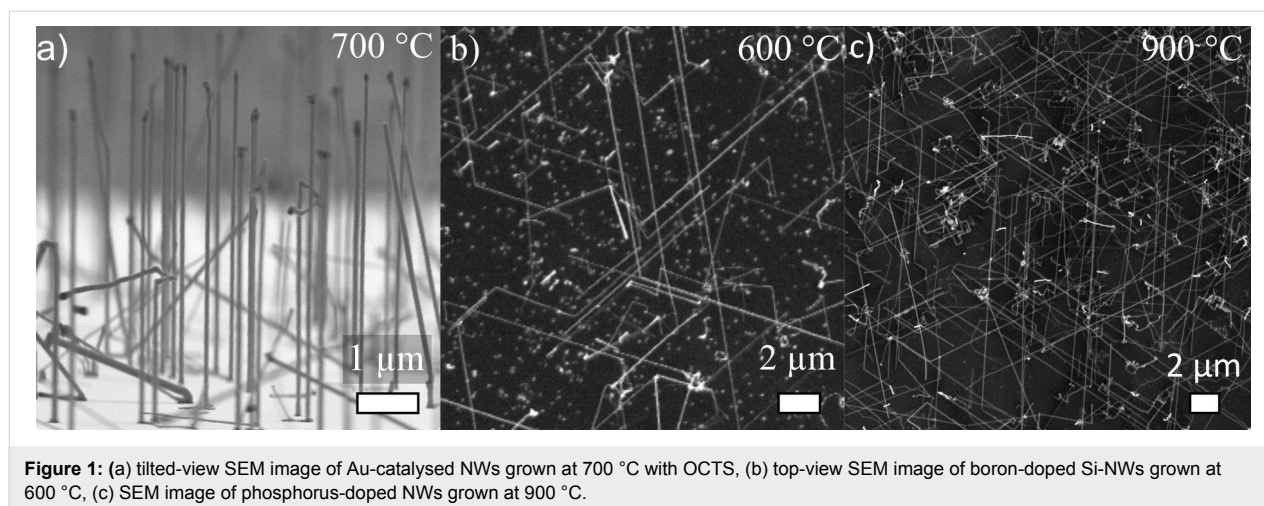 a) 700 °C b) 600 °C c) 900 °C
1 µm 2 µm 2 µm
Figure 1: (a) tilted-view SEM image of Au-catalysed NWs grown at 700 °C with OCTS, (b) top-view SEM image of boron-doped Si-NWs grown at
600 °C, (c) SEM image of phosphorus-doped NWs grown at 900 °C.